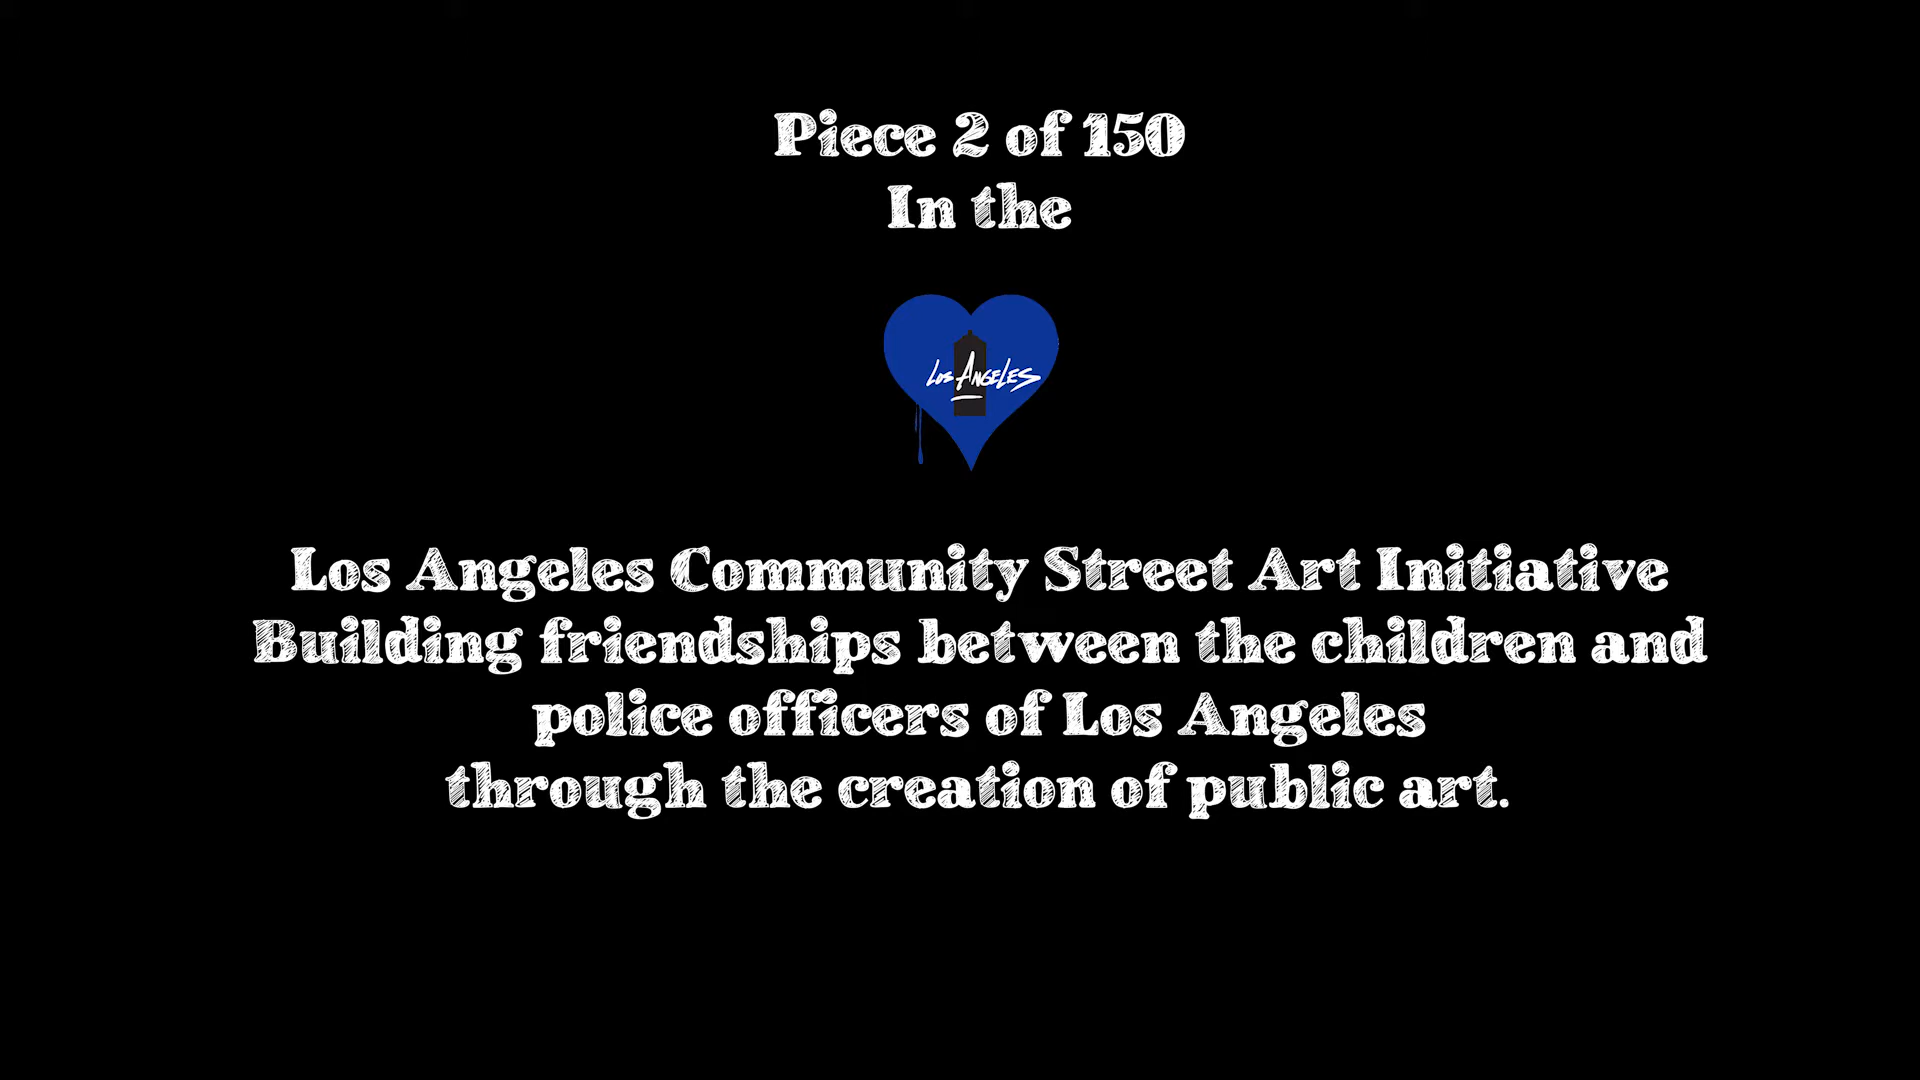 Piece 2 of 150
In the
Los Angeles
Los Angeles Community Street Art Initiative
Building friendships between the children and
police officers of Los Angeles
through the creation of public art.